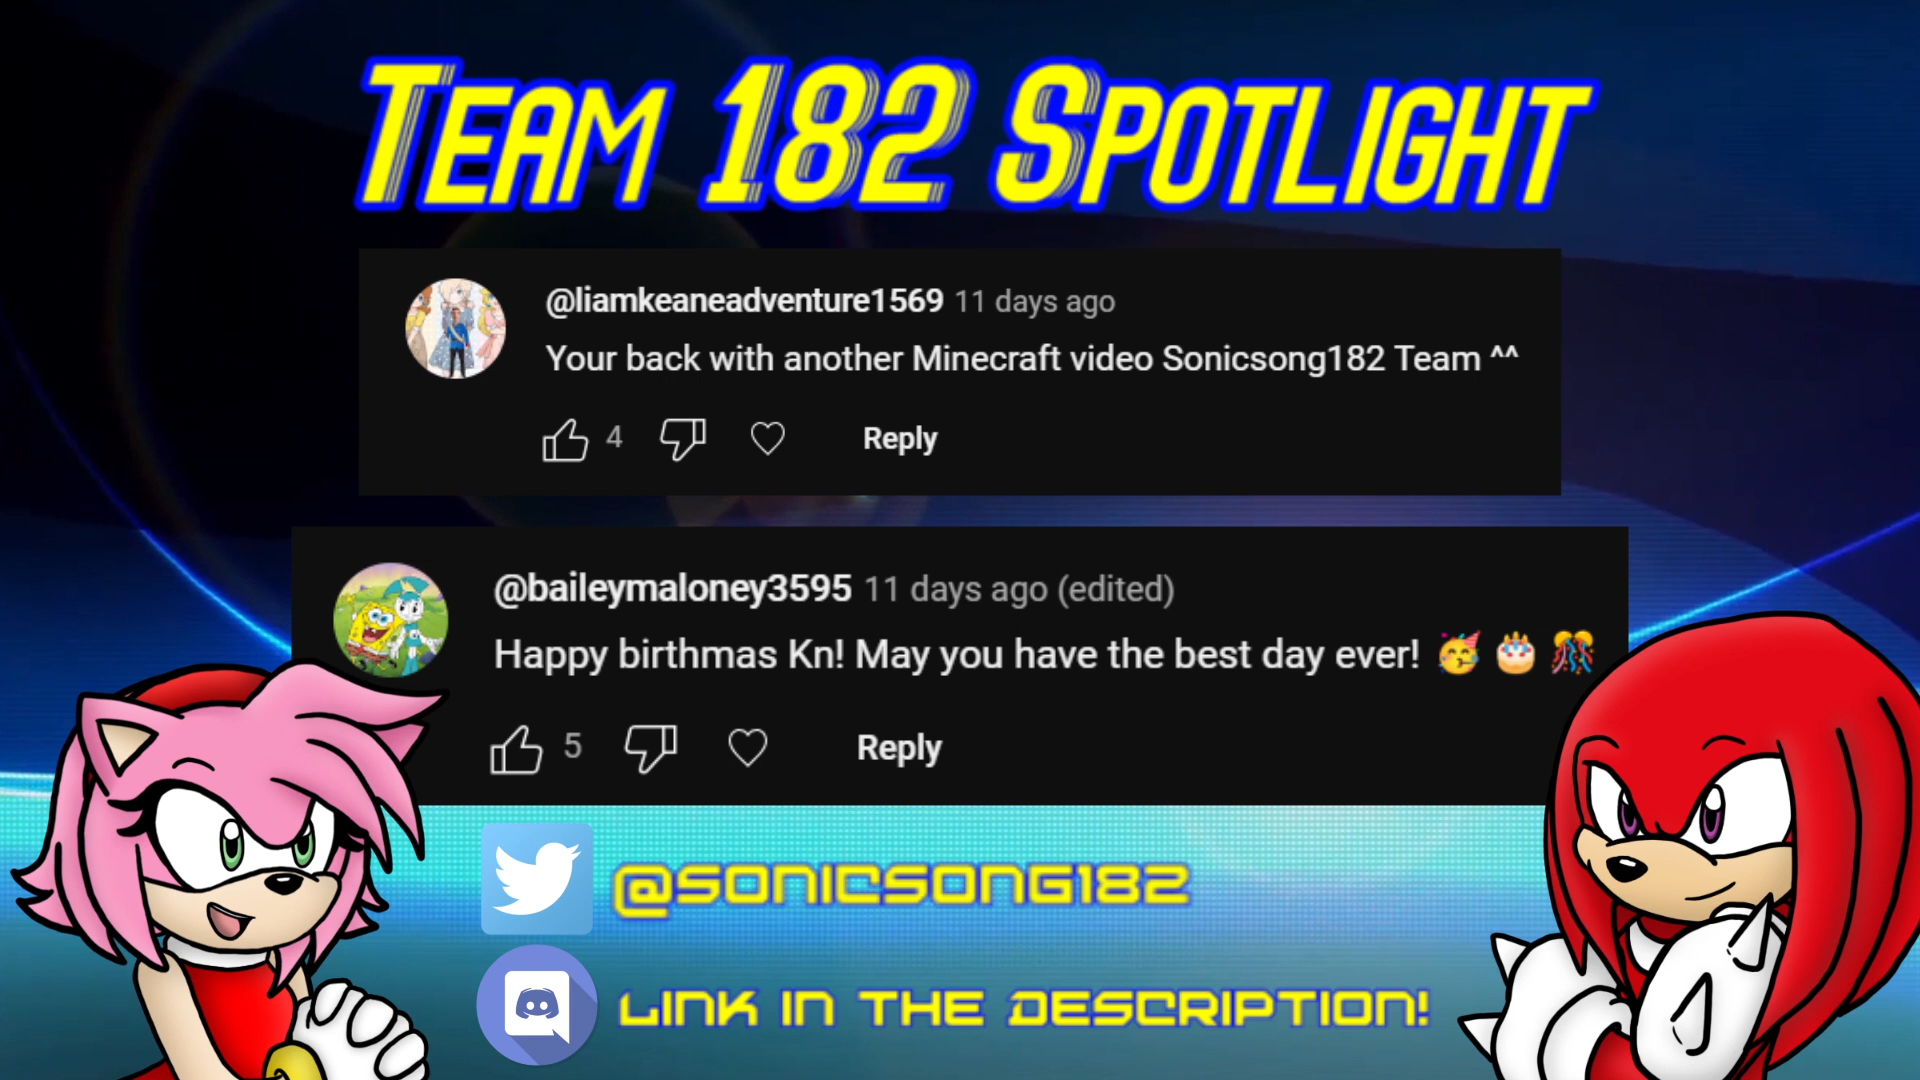 Team 182 Spotlight
@liamkeaneadventure1569 11 days ago
Your back with another Minecraft video Sonicsong182 Team ^^
4 Reply
@baileymaloney3595 11 days ago (edited)
Happy birthmas Kn! May you have the best day ever! 🥳 🎂 🎊
5 Reply
@SONICSONG182
LINK IN THE DESCRIPTION!